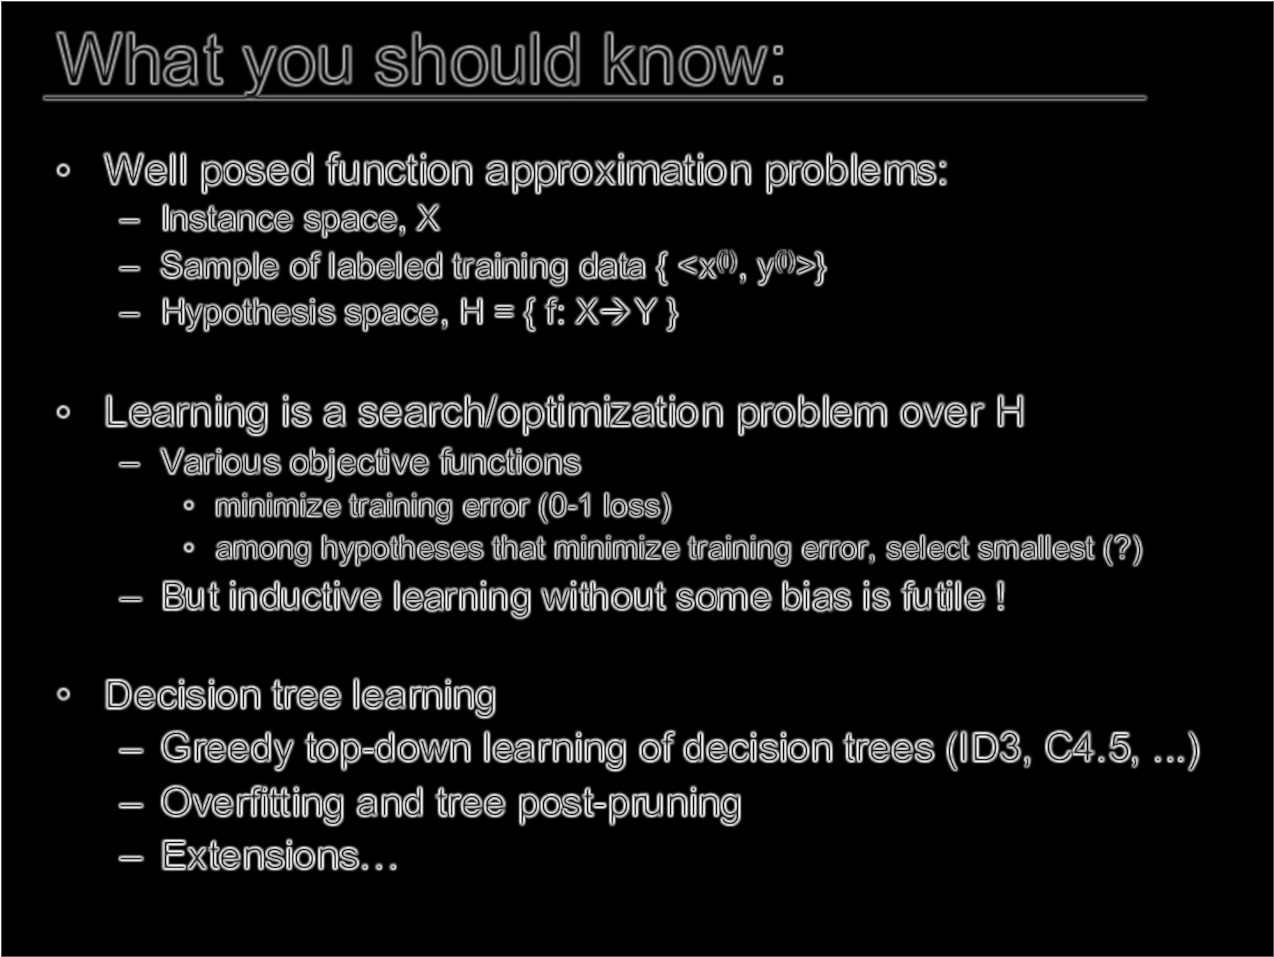 What you should know:
• Well posed function approximation problems:
– Instance space, X
– Sample of labeled training data { <x(i), y(i)>}
– Hypothesis space, H = { f: X→Y }
• Learning is a search/optimization problem over H
– Various objective functions
• minimize training error (0-1 loss)
• among hypotheses that minimize training error, select smallest (?)
– But inductive learning without some bias is futile !
• Decision tree learning
– Greedy top-down learning of decision trees (ID3, C4.5, ...)
– Overfitting and tree post-pruning
– Extensions…